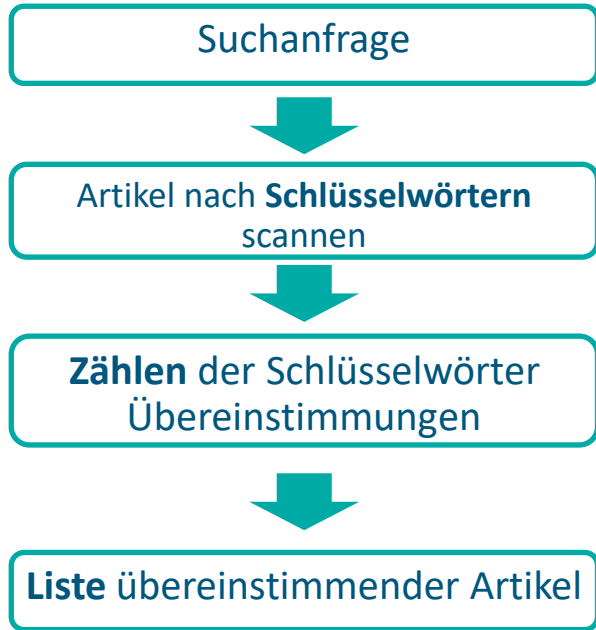 Suchanfrage
Artikel nach Schlüsselwörtern
scannen
Zählen der Schlüsselwörter
Übereinstimmungen
Liste übereinstimmender Artikel